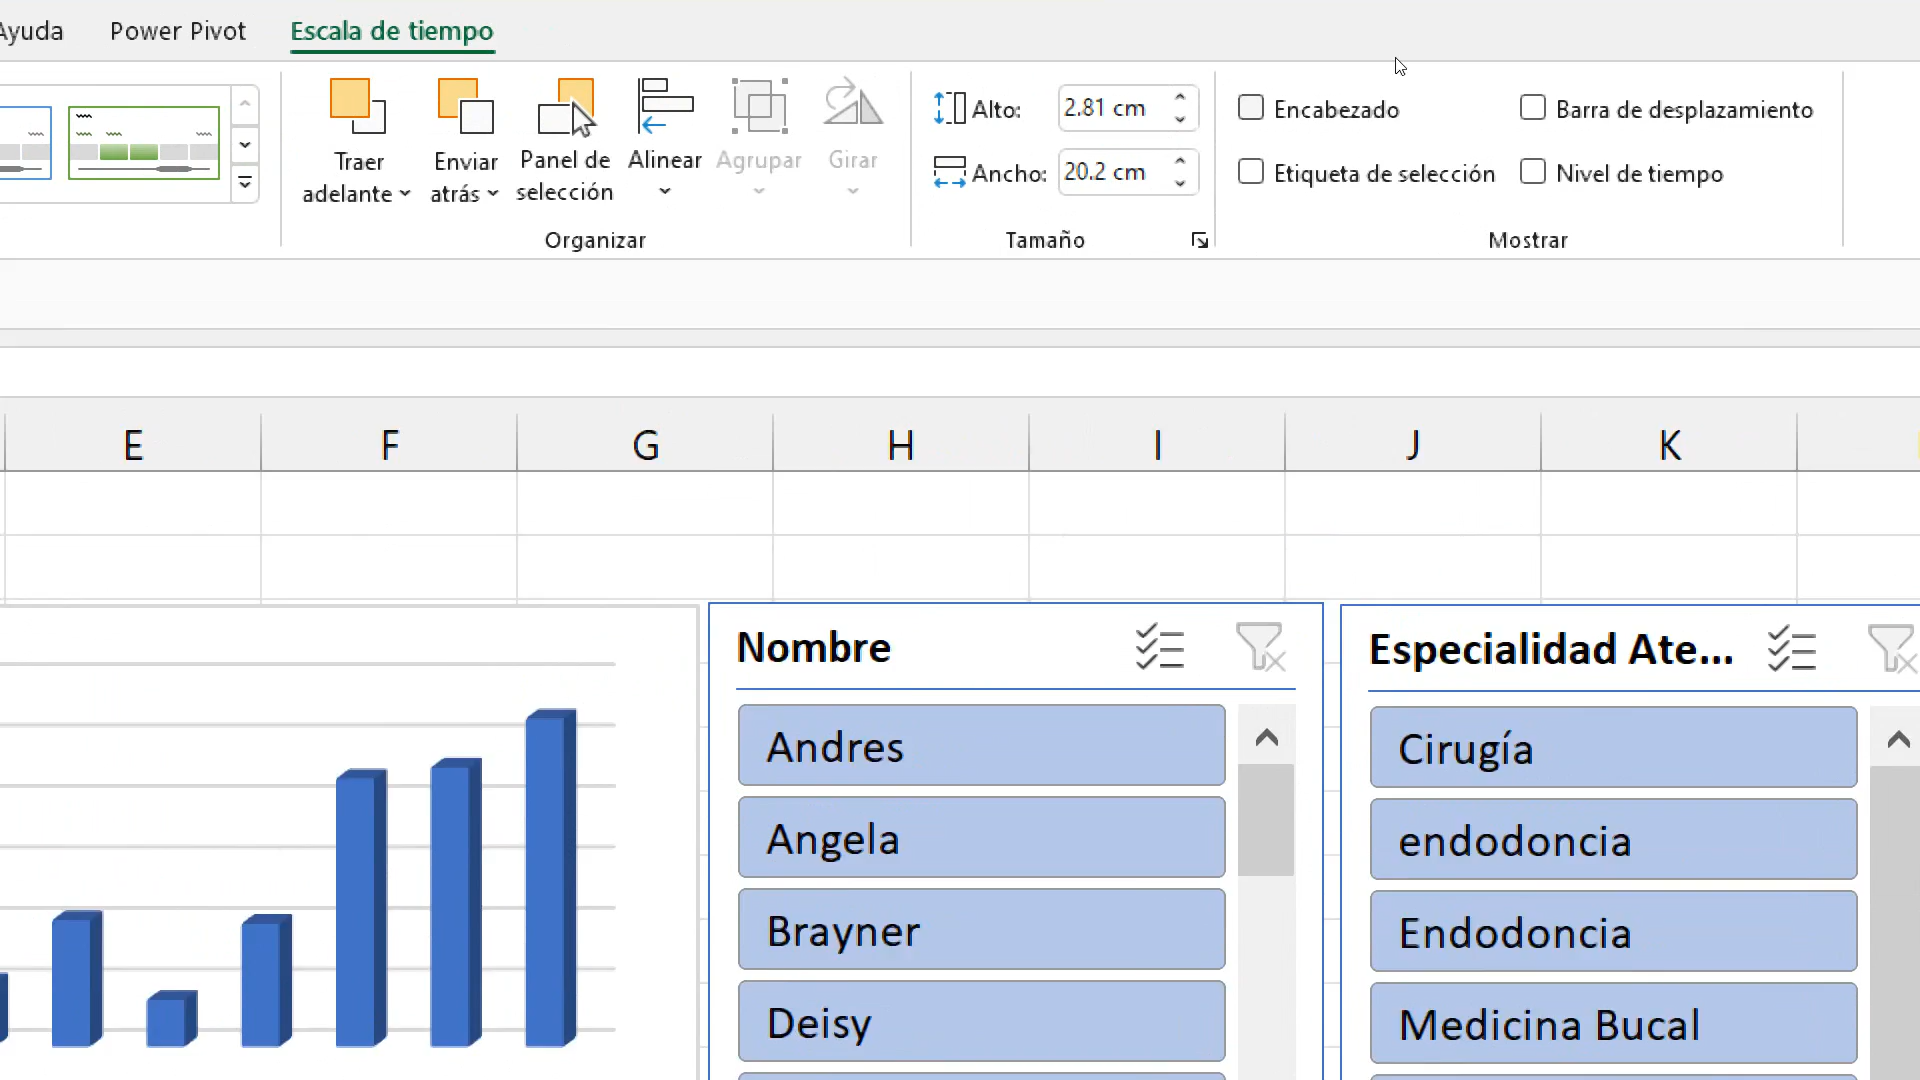 Ayuda Power Pivot Escala de tiempo
Traer adelante
Enviar atrás
Panel de selección
Alinear
Agrupar
Girar
Organizar
Alto: 2.81 cm
Ancho: 20.2 cm
Tamaño
Encabezado
Barra de desplazamiento
Etiqueta de selección
Nivel de tiempo
Mostrar
E F G H I J K
Nombre
Andres
Angela
Brayner
Deisy
Especialidad Ate...
Cirugía
endodoncia
Endodoncia
Medicina Bucal